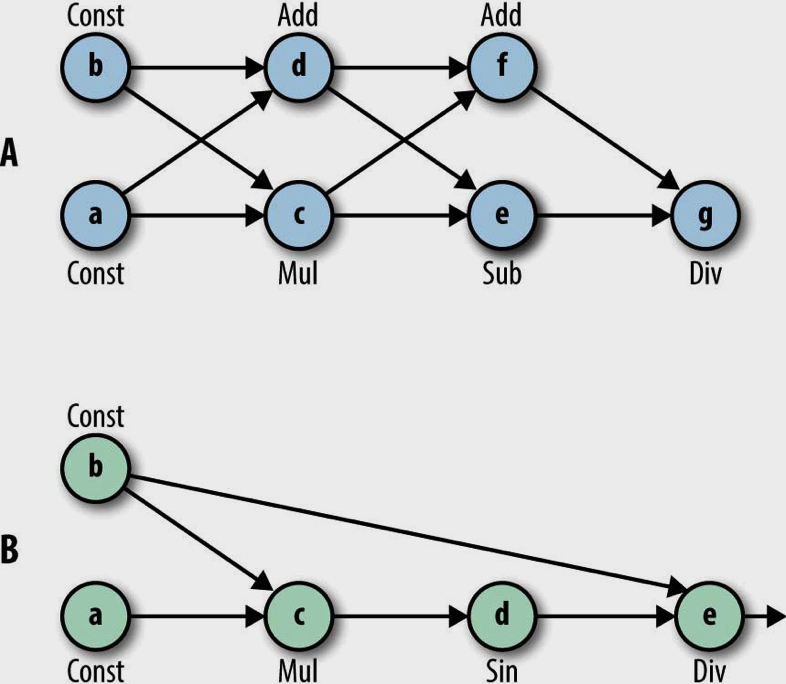 Const Add Add
b d f
A
a c e g
Const Mul Sub Div
Const
b
B
a c d e
Const Mul Sin Div